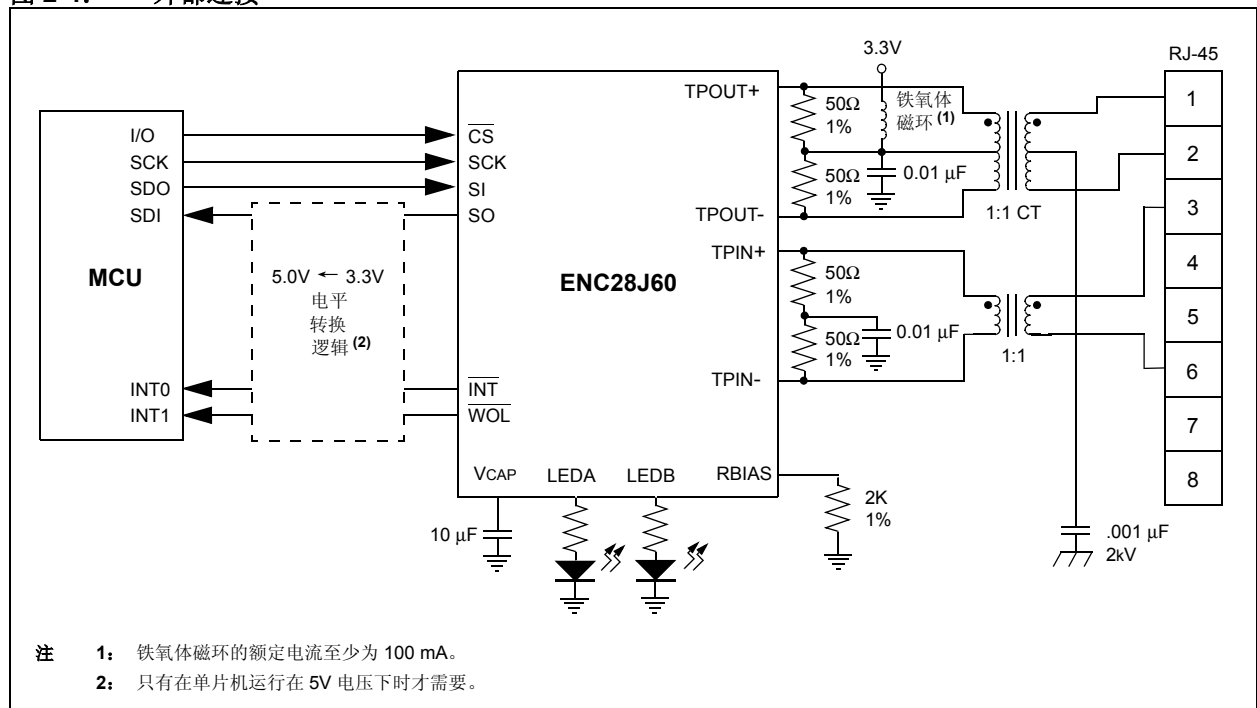 3.3V
RJ-45
MCU
I/O
SCK
SDO
SDI
INT0
INT1
5.0V ← 3.3V
电平
转换
逻辑 (2)
ENC28J60
CS
SCK
SI
SO
INT
WOL
VCAP
LEDA
LEDB
RBIAS
TPOUT+
TPOUT-
TPIN+
TPIN-
50Ω
1%
50Ω
1%
铁氧体
磁环 (1)
0.01 μF
1:1 CT
50Ω
1%
50Ω
1%
0.01 μF
1:1
1
2
3
4
5
6
7
8
10 μF
2K
1%
.001 μF
2kV
注 1: 铁氧体磁环的额定电流至少为 100 mA。
2: 只有在单片机运行在 5V 电压下时才需要。